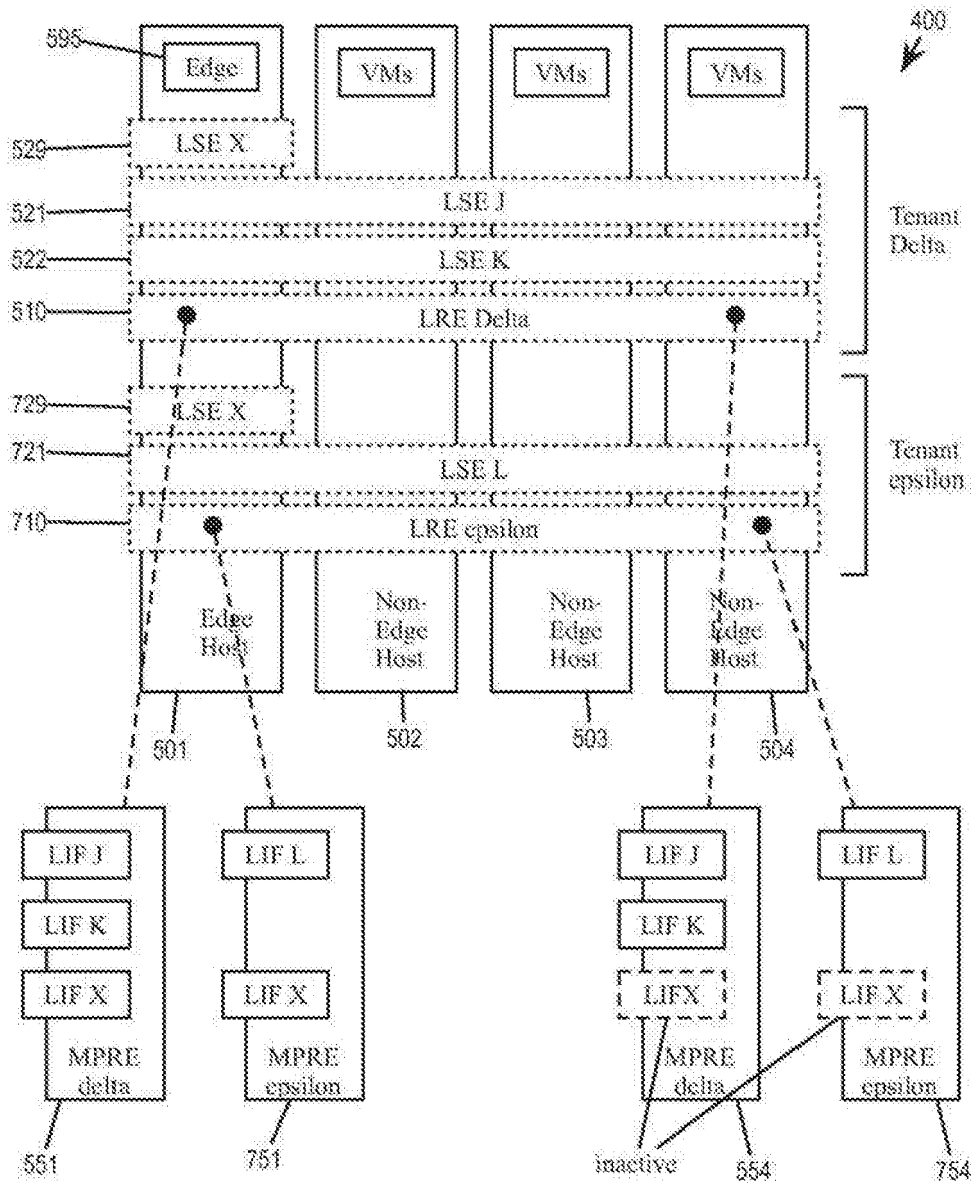 400
595
Edge
VMs
VMs
VMs
529
LSE X
521
LSE J
Tenant
Delta
522
LSE K
510
LRE Delta
729
LSE X
721
LSE L
Tenant
epsilon
710
LRE epsilon
Edge
Host
Non-
Edge
Host
Non-
Edge
Host
Non-
Edge
Host
501
502
503
504
LIF J
LIF K
LIF X
MPRE
delta
LIF L
LIF X
MPRE
epsilon
LIF J
LIF K
LIFX
MPRE
delta
LIF L
LIF X
MPRE
epsilon
551
751
inactive
554
754